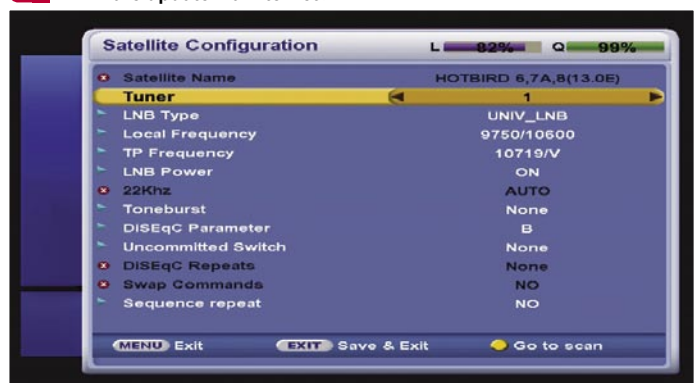 Satellite Configuration L 82% Q 99%
Satellite Name HOTBIRD 6,7A,8(13.0E)
Tuner 1
LNB Type UNIV_LNB
Local Frequency 9750/10600
TP Frequency 10719/V
LNB Power ON
22Khz AUTO
Toneburst None
DiSEqC Parameter B
Uncommitted Switch None
DiSEqC Repeats None
Swap Commands NO
Sequence repeat NO
MENU Exit EXIT Save & Exit Go to scan